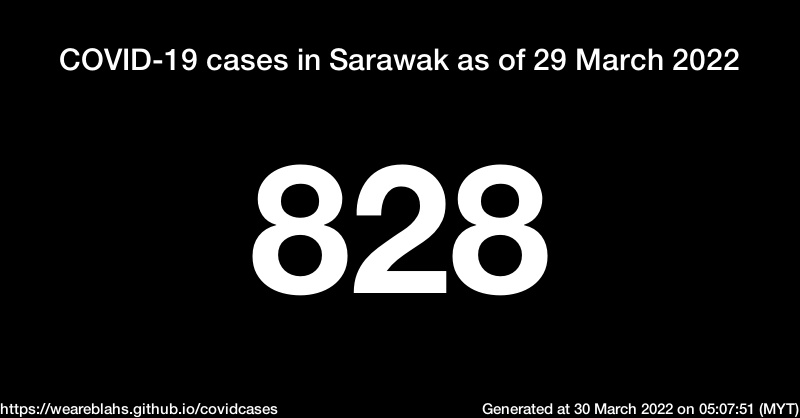 COVID-19 cases in Sarawak as of 29 March 2022
828
https://weareblahs.github.io/covidcases
Generated at 30 March 2022 on 05:07:51 (MYT)